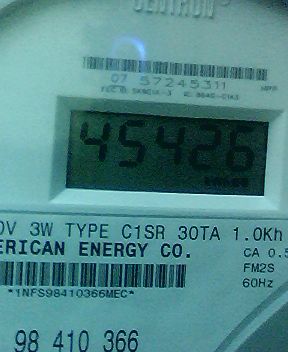 CENTRON
07 57245311
45426
0V 3W TYPE C1SR 30TA 1.0Kh
ERICAN ENERGY CO.
CA 0.5
FM2S
*1NFS98410366MEC*
60Hz
98 410 366